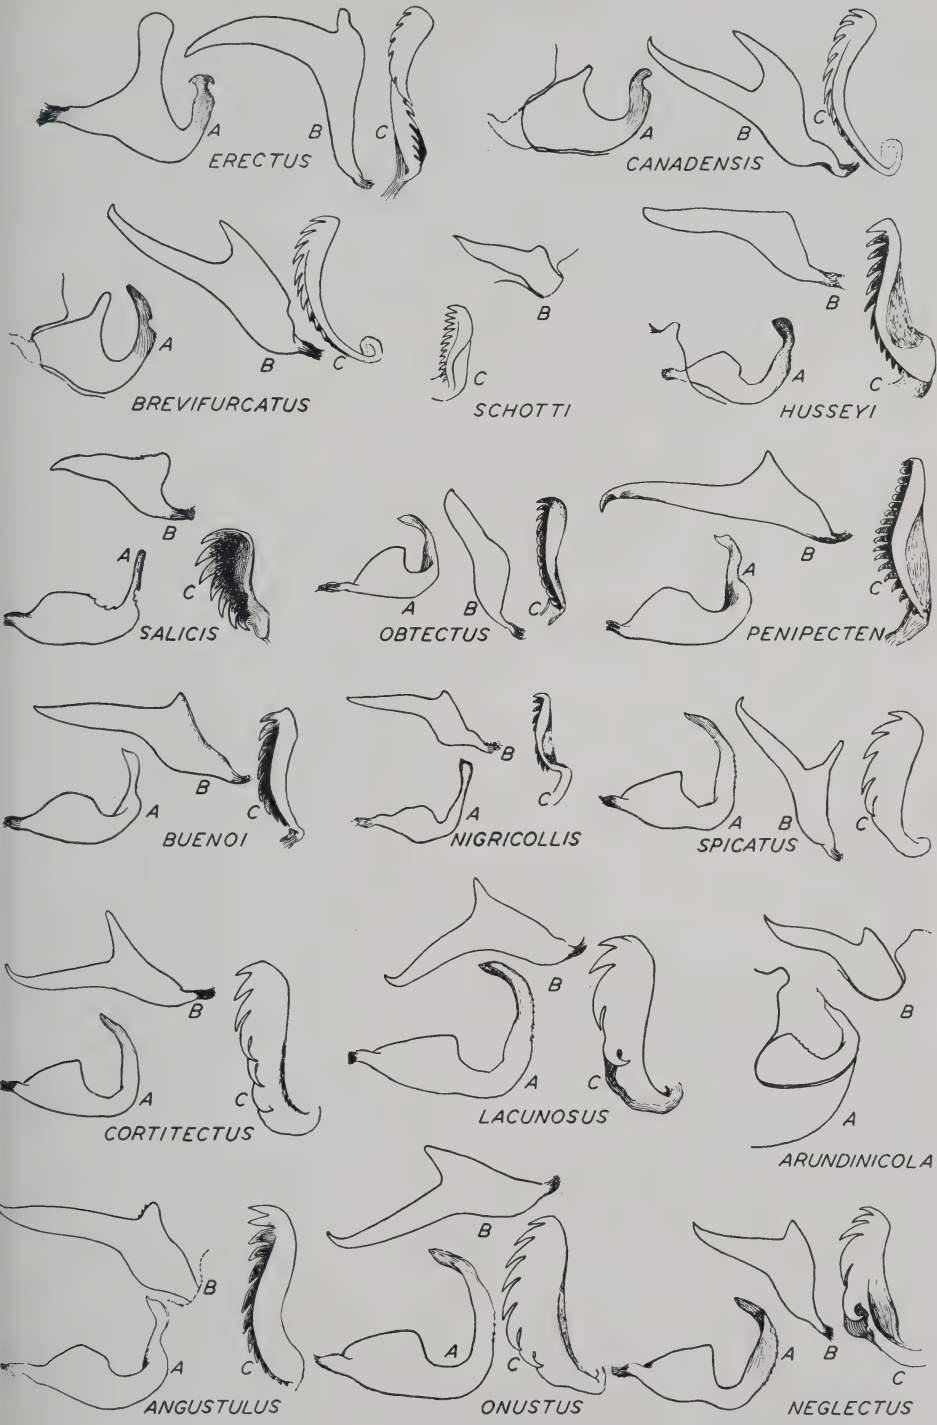 A B C
ERECTUS
A B C
CANADENSIS
A B C
BREVIFURCATUS
B C
SCHOTTI
B A C
HUSSEYI
B A C
SALICIS
A B C
OBTECTUS
B A C
PENIPECTEN
B A C
BUENOI
B A C
NIGRICOLLIS
A B C
SPICATUS
B A C
CORTITECTUS
B A C
LACUNOSUS
B A
ARUNDINICOLA
B A C
ANGUSTULUS
B A C
ONUSTUS
A B C
NEGLECTUS